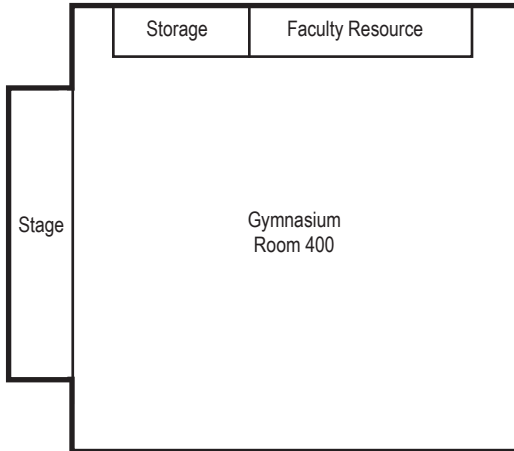 Storage
Faculty Resource
Stage
Gymnasium
Room 400